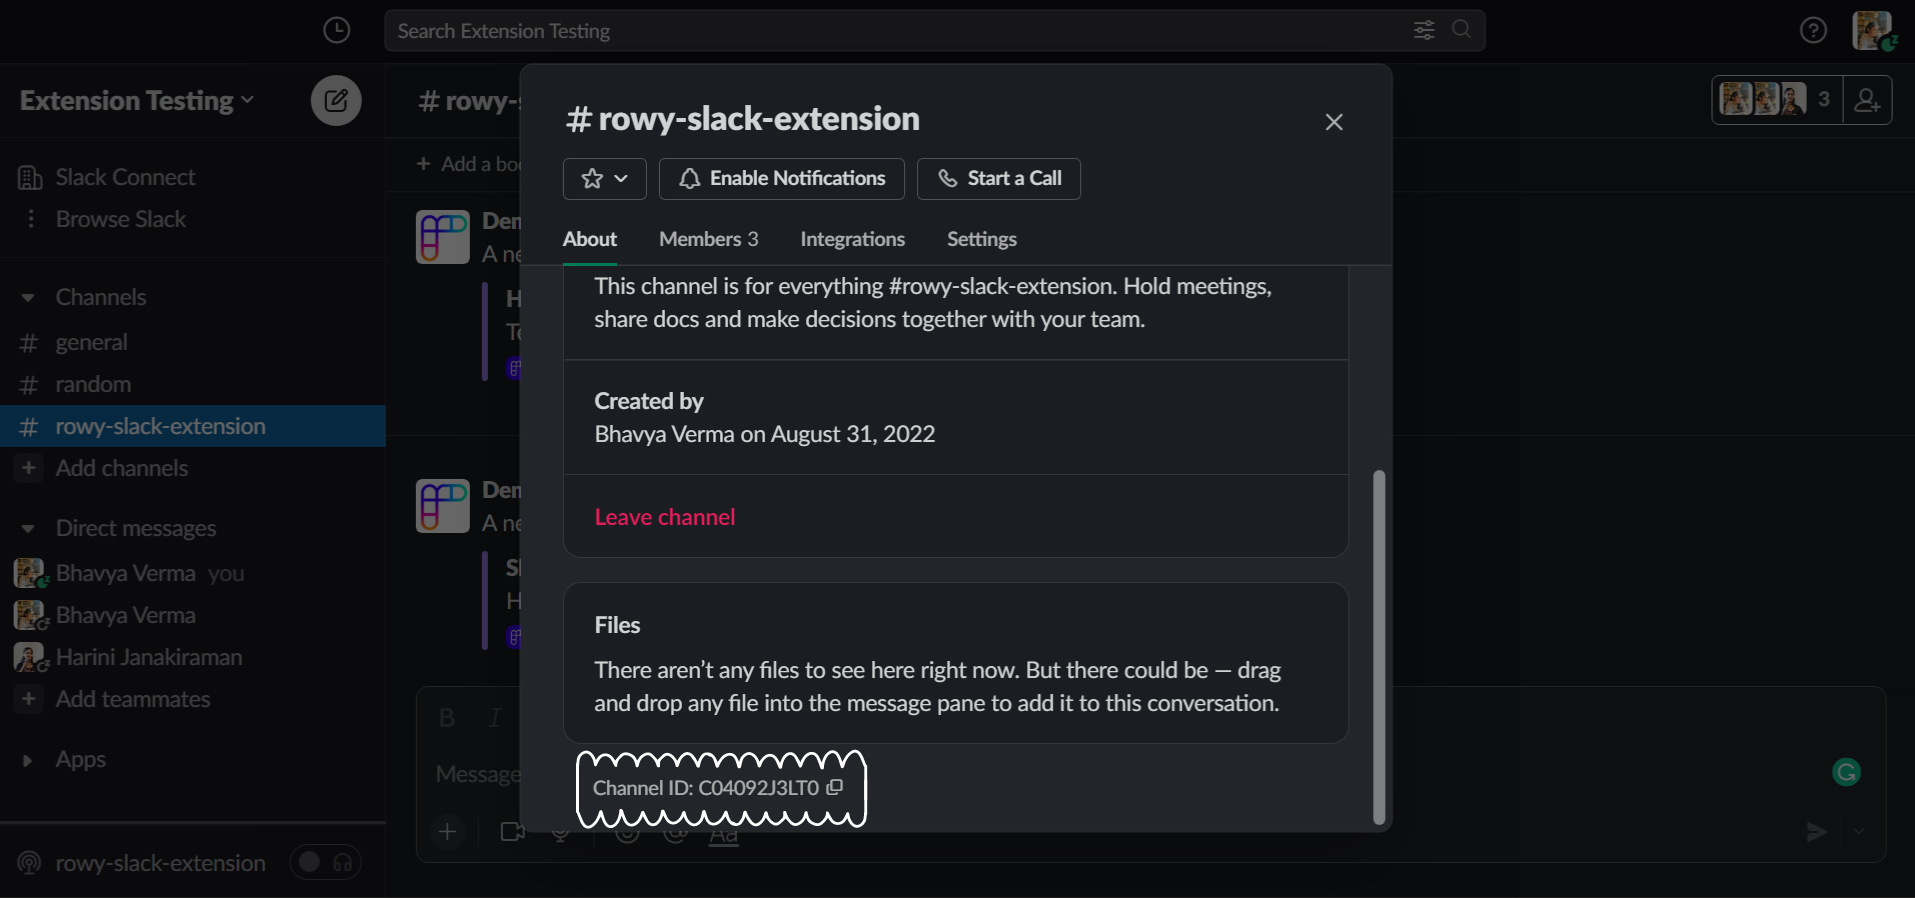 Search Extension Testing
Extension Testing
# rowy-s
3
+ Add a bo
Slack Connect
Browse Slack
Channels
# general
# random
# rowy-slack-extension
+ Add channels
Direct messages
Bhavya Verma you
Bhavya Verma
Harini Janakiraman
+ Add teammates
Apps
rowy-slack-extension
Den
A ne
H
Te
Den
A ne
Sl
H
B I
Message
Aa
# rowy-slack-extension
Enable Notifications
Start a Call
About
Members 3
Integrations
Settings
This channel is for everything #rowy-slack-extension. Hold meetings,
share docs and make decisions together with your team.
Created by
Bhavya Verma on August 31, 2022
Leave channel
Files
There aren’t any files to see here right now. But there could be — drag
and drop any file into the message pane to add it to this conversation.
Channel ID: C04092J3LT0